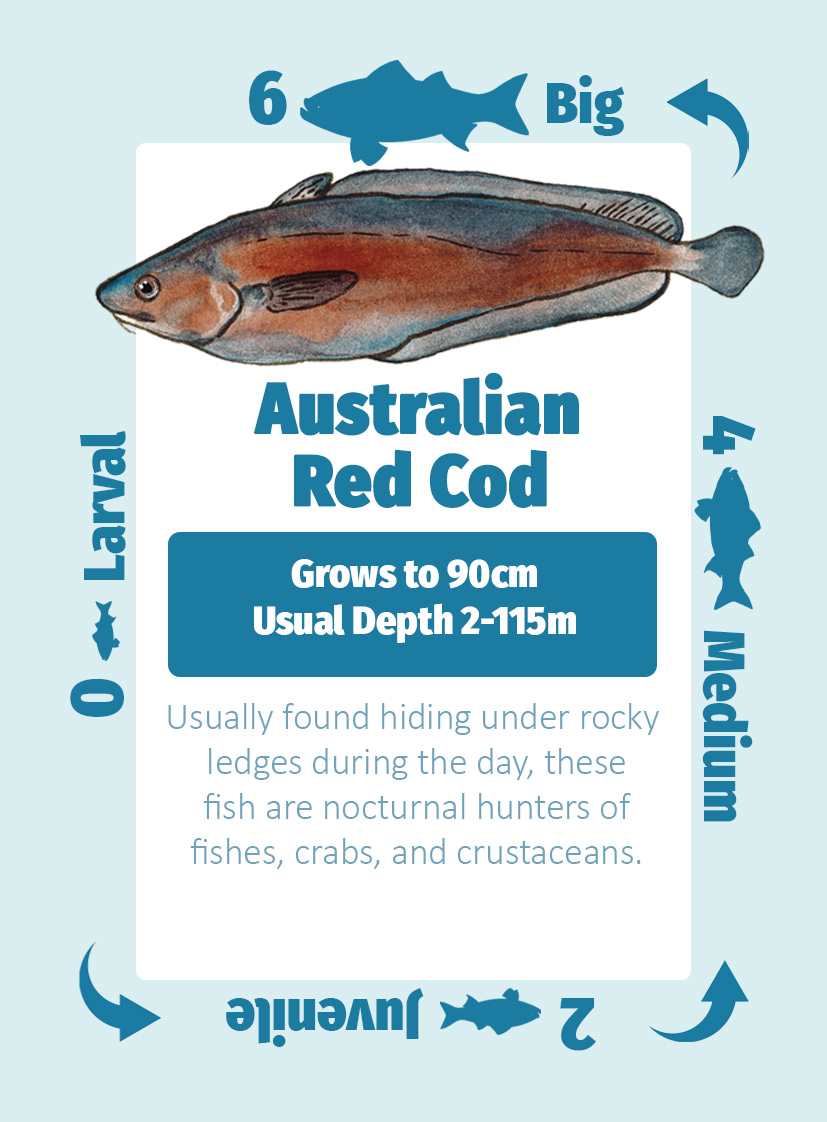 6 Big
Australian
Red Cod
Grows to 90cm
Usual Depth 2-115m
Usually found hiding under rocky
ledges during the day, these
fish are nocturnal hunters of
fishes, crabs, and crustaceans.
4 Medium
2 Juvenile
0 Larval